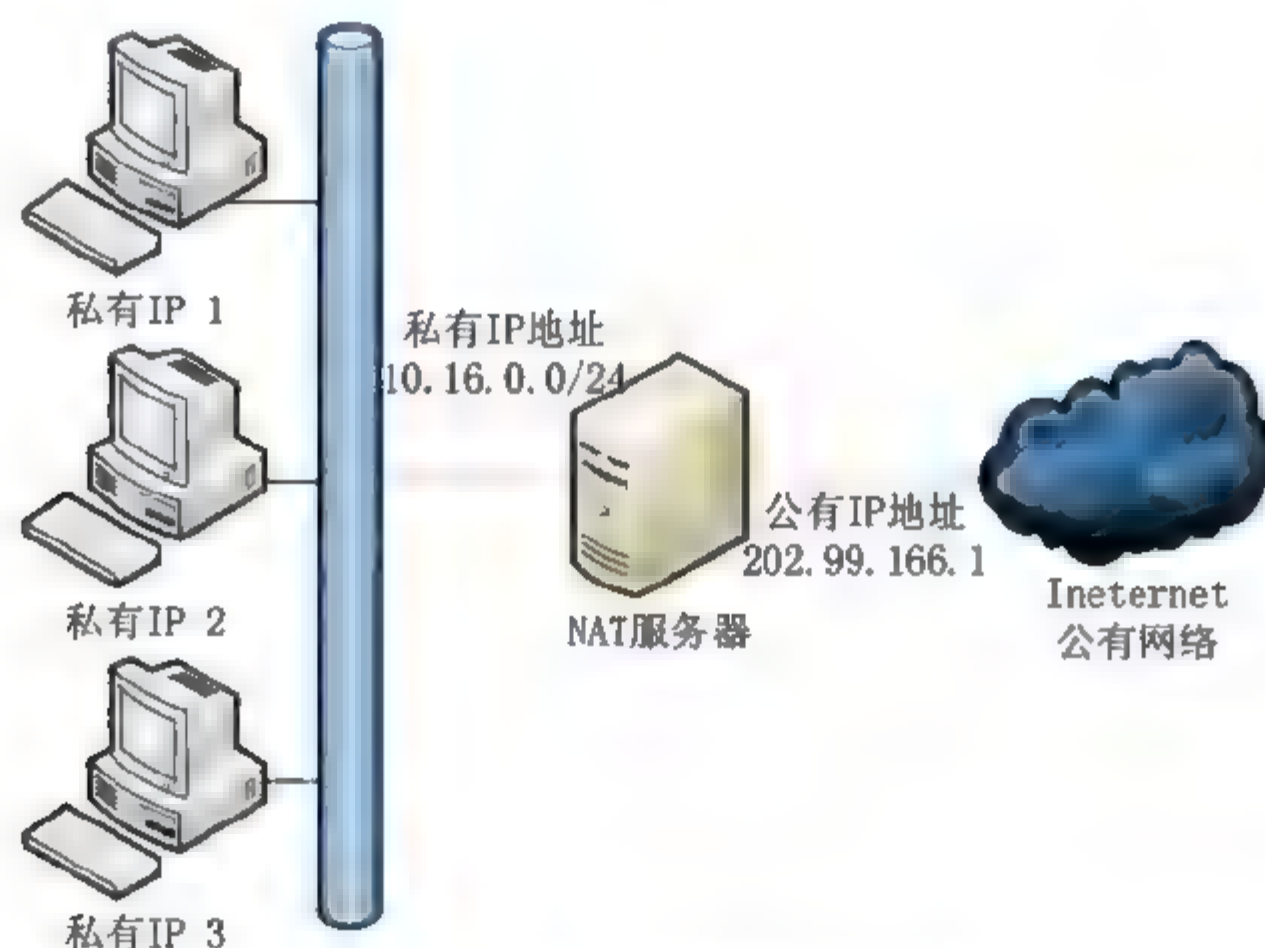 私有IP 1
私有IP地址
10.16.0.0/24
私有IP 2
公有IP地址
202.99.166.1
NAT服务器
Ineternet
公有网络
私有IP 3